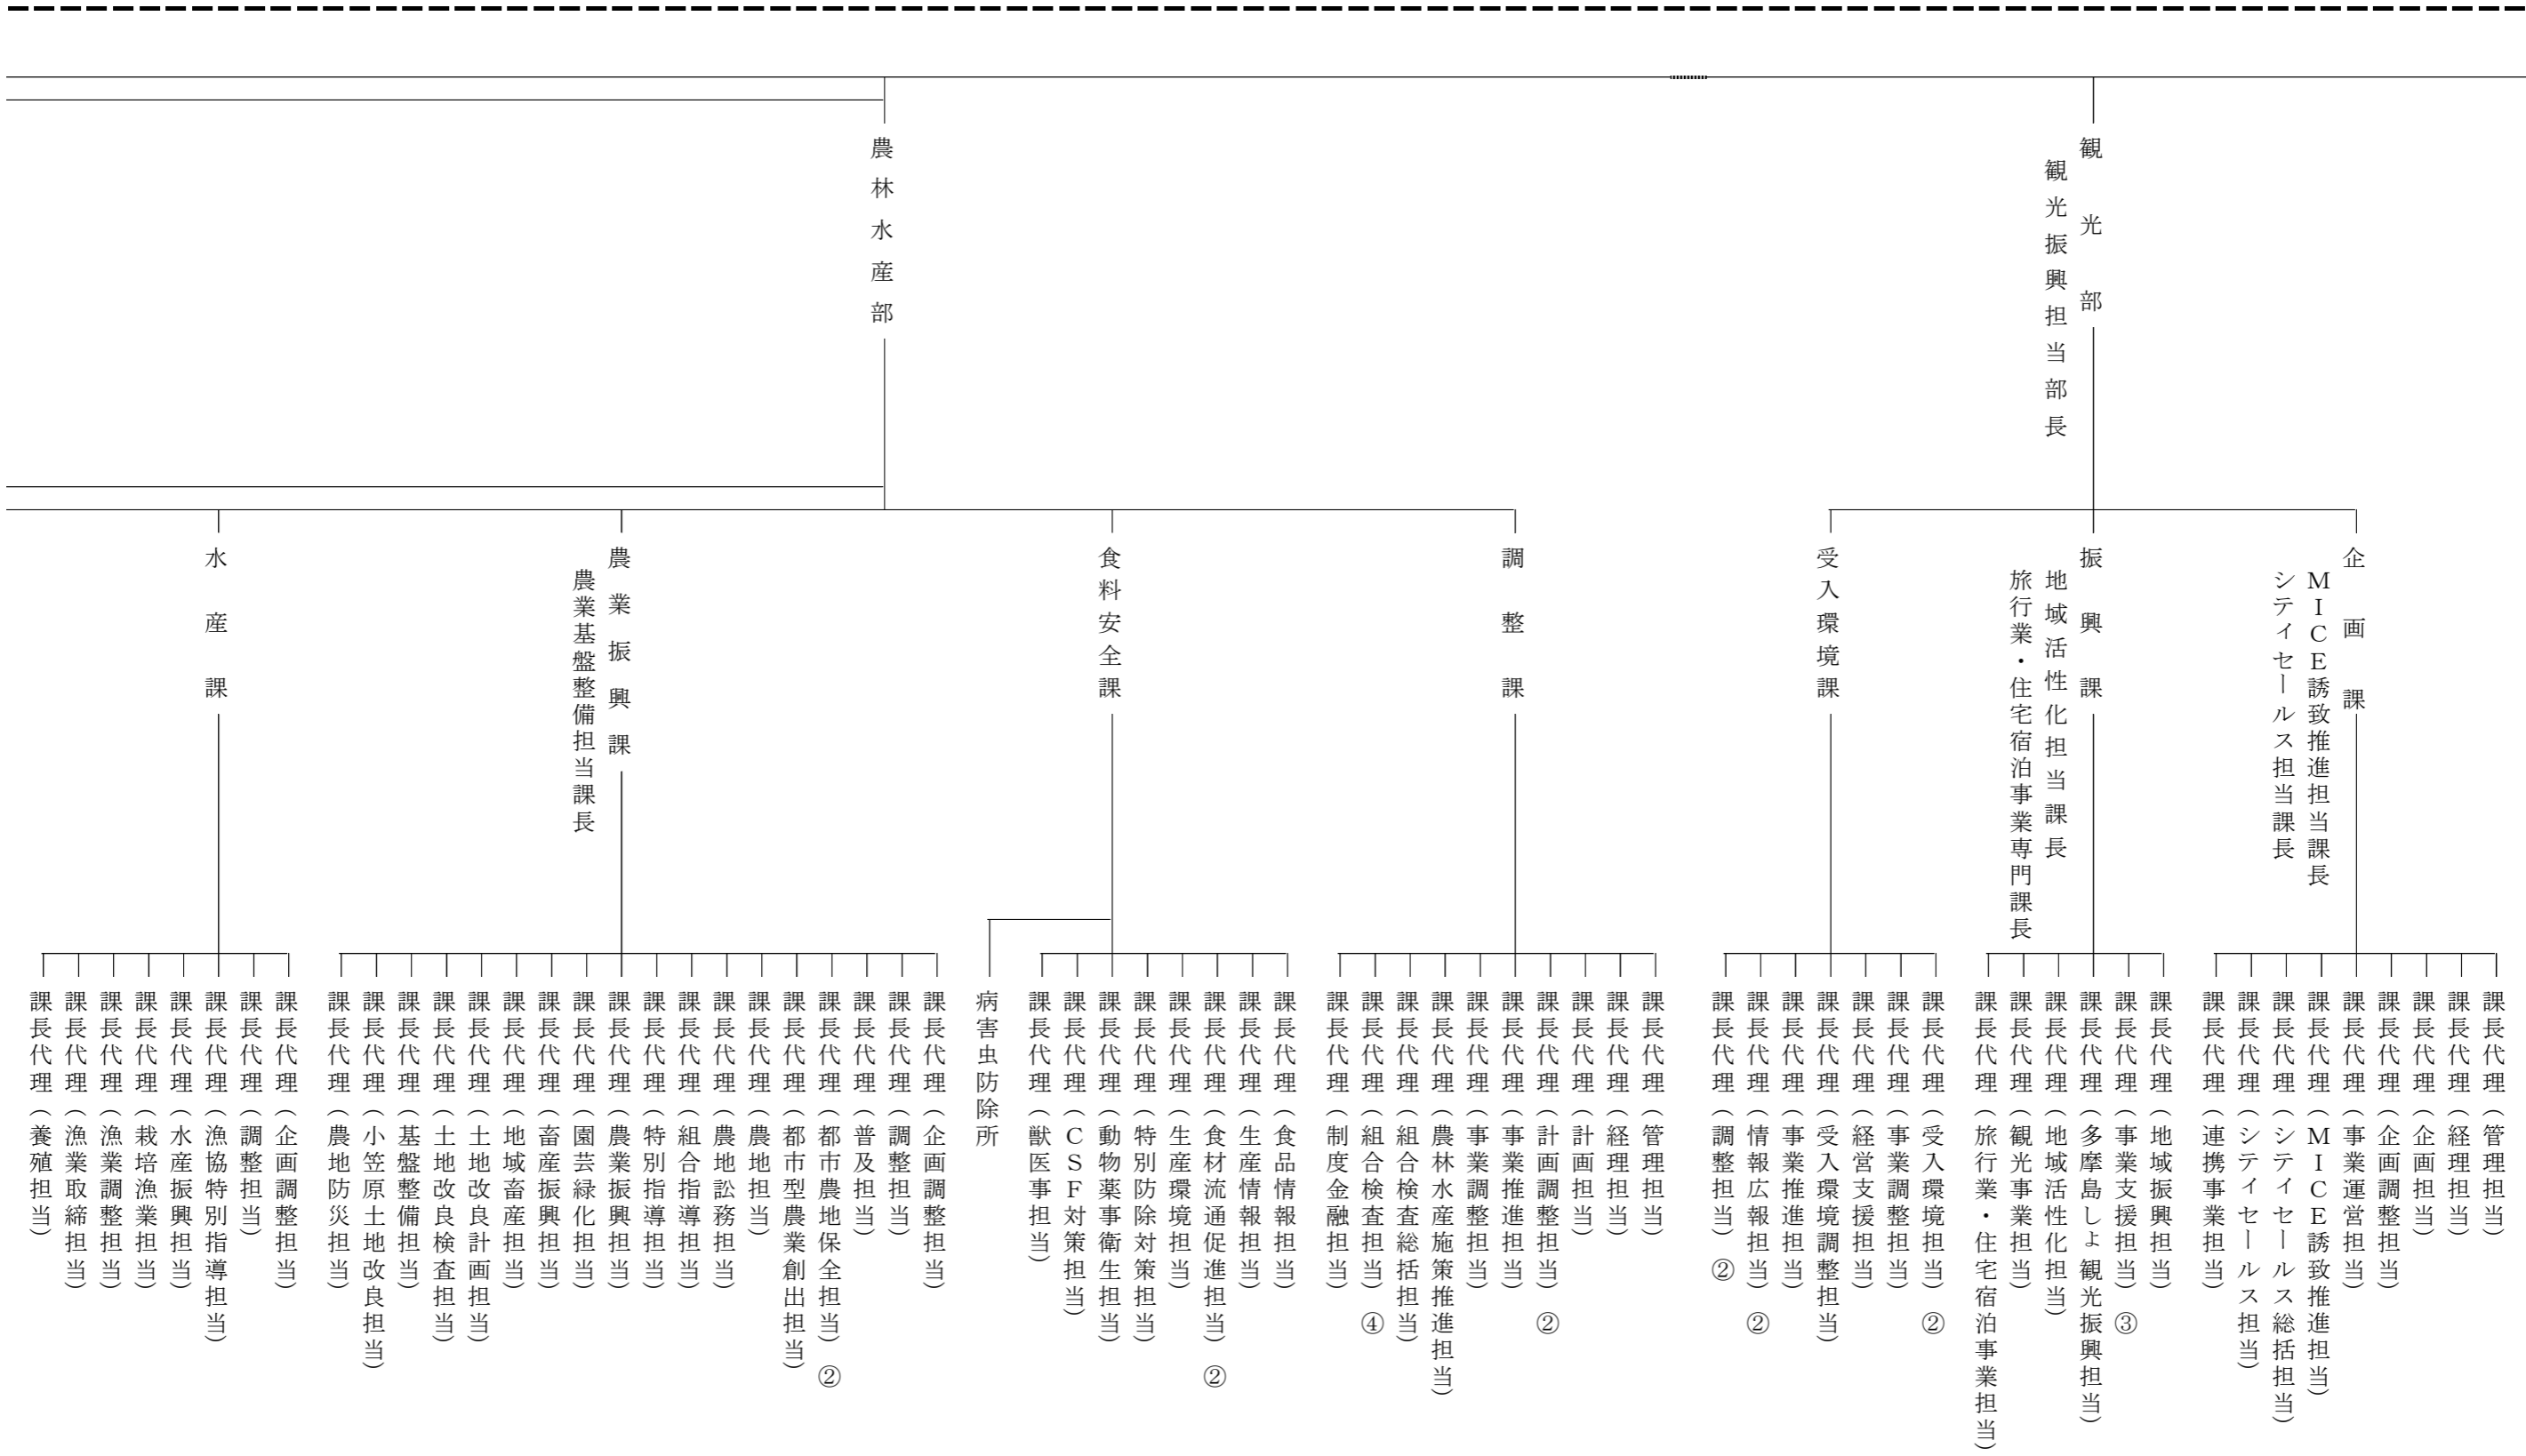 観光部
観光振興担当部長
企画課
MICE誘致推進担当課長
シティセールス担当課長
課長代理(管理担当)
課長代理(経理担当)
課長代理(企画担当)
課長代理(企画調整担当)
課長代理(事業運営担当)
課長代理(MICE誘致推進担当)
課長代理(シティセールス総括担当)
課長代理(シティセールス担当)
課長代理(連携事業担当)
振興課
地域活性化担当課長
旅行業・住宅宿泊事業専門課長
課長代理(地域振興担当)
課長代理(事業支援担当)③
課長代理(多摩島しょ観光振興担当)
課長代理(地域活性化担当)
課長代理(観光事業担当)
課長代理(旅行業・住宅宿泊事業担当)
受入環境課
課長代理(受入環境担当)②
課長代理(事業調整担当)
課長代理(経営支援担当)
課長代理(受入環境調整担当)
課長代理(事業推進担当)
課長代理(情報広報担当)②
課長代理(調整担当)②
農林水産部
調整課
課長代理(管理担当)
課長代理(経理担当)
課長代理(計画担当)
課長代理(計画調整担当)②
課長代理(事業推進担当)
課長代理(事業調整担当)
課長代理(農林水産施策推進担当)
課長代理(組合検査総括担当)
課長代理(組合検査担当)④
課長代理(制度金融担当)
食料安全課
課長代理(食品情報担当)
課長代理(生産情報担当)
課長代理(食材流通促進担当)②
課長代理(生産環境担当)
課長代理(特別防除対策担当)
課長代理(動物薬事衛生担当)
課長代理(CSF対策担当)
課長代理(獣医事担当)
病害虫防除所
農業振興課
農業基盤整備担当課長
課長代理(企画調整担当)
課長代理(調整担当)
課長代理(普及担当)
課長代理(都市農地保全担当)②
課長代理(都市型農業創出担当)
課長代理(農地担当)
課長代理(農地訟務担当)
課長代理(組合指導担当)
課長代理(特別指導担当)
課長代理(農業振興担当)
課長代理(園芸緑化担当)
課長代理(畜産振興担当)
課長代理(地域畜産担当)
課長代理(土地改良計画担当)
課長代理(土地改良検査担当)
課長代理(基盤整備担当)
課長代理(小笠原土地改良担当)
課長代理(農地防災担当)
水産課
課長代理(企画調整担当)
課長代理(調整担当)
課長代理(漁協特別指導担当)
課長代理(水産振興担当)
課長代理(栽培漁業担当)
課長代理(漁業調整担当)
課長代理(漁業取締担当)
課長代理(養殖担当)